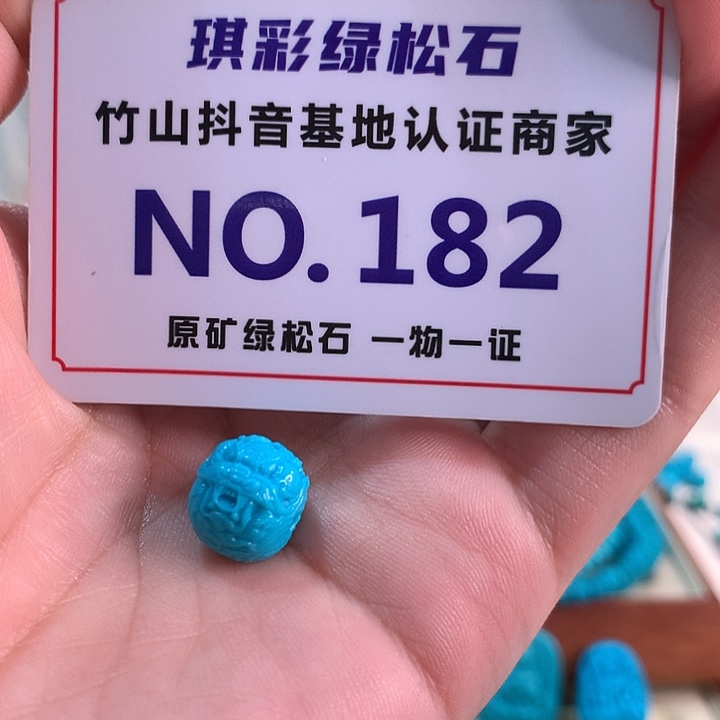 琪彩绿松石
竹山抖音基地认证商家
NO.182
原矿绿松石 一物一证